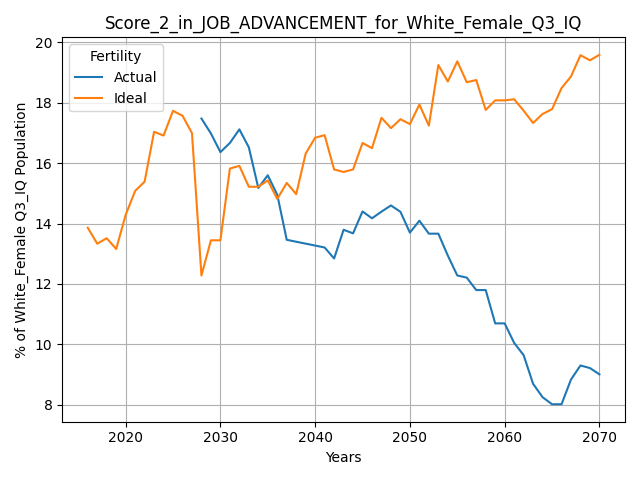 Score_2_in_JOB_ADVANCEMENT_for_White_Female_Q3_IQ
Fertility
Actual
Ideal
% of White_Female Q3_IQ Population
20
18
16
14
12
10
8
2020 2030 2040 2050 2060 2070
Years